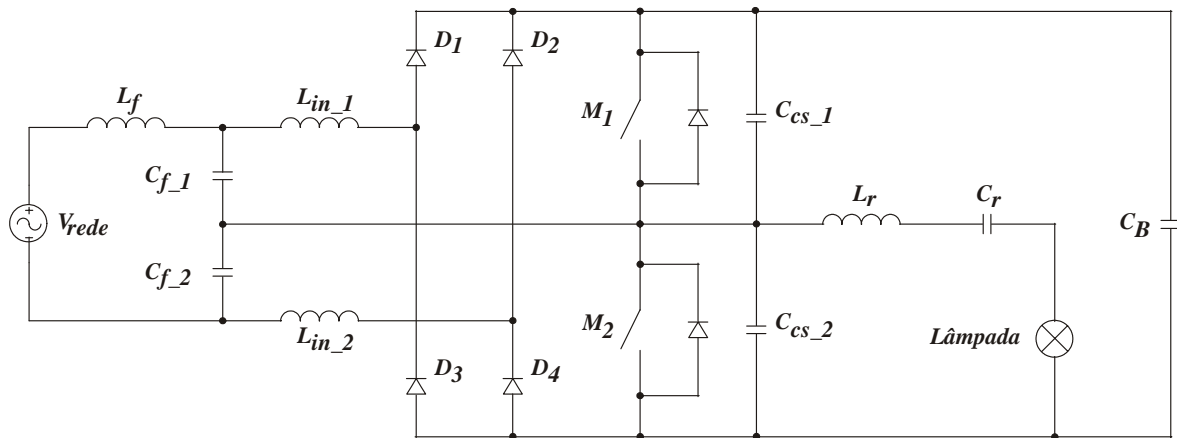 D1
D2
Lf
Lin_1
M1
Ccs_1
Cf_1
Lr
Cr
+
Vrede
−
CB
Cf_2
Lin_2
M2
Ccs_2
Lâmpada
D3
D4